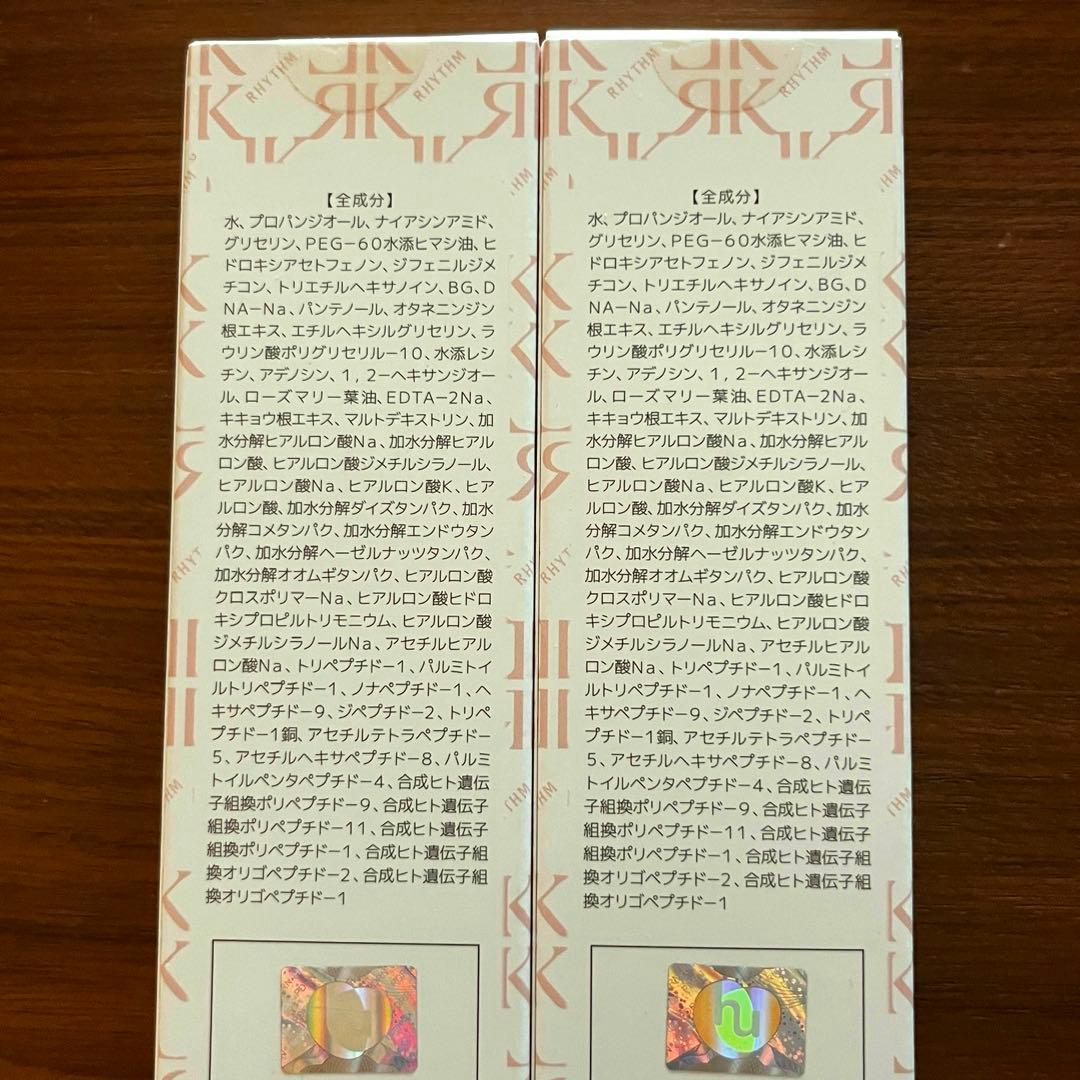 RHYTHM
RHYTHM
【全成分】
水、プロパンジオール、ナイアシンアミド、
グリセリン、PEG−60水添ヒマシ油、ヒ
ドロキシアセトフェノン、ジフェニルジメ
チコン、トリエチルヘキサノイン、BG、D
NA−Na、パンテノール、オタネニンジン
根エキス、エチルヘキシルグリセリン、ラ
ウリン酸ポリグリセリル−10、水添レシ
チン、アデノシン、1,2−ヘキサンジオー
ル、ローズマリー葉油、EDTA−2Na、
キキョウ根エキス、マルトデキストリン、加
水分解ヒアルロン酸Na、加水分解ヒアル
ロン酸、ヒアルロン酸ジメチルシラノール、
ヒアルロン酸Na、ヒアルロン酸K、ヒア
ルロン酸、加水分解ダイズタンパク、加水
分解コメタンパク、加水分解エンドウタン
パク、加水分解ヘーゼルナッツタンパク、
加水分解オオムギタンパク、ヒアルロン酸
クロスポリマーNa、ヒアルロン酸ヒドロ
キシプロピルトリモニウム、ヒアルロン酸
ジメチルシラノールNa、アセチルヒアル
ロン酸Na、トリペプチド−1、パルミトイ
ルトリペプチド−1、ノナペプチド−1、ヘ
キサペプチド−9、ジペプチド−2、トリペ
プチド−1銅、アセチルテトラペプチド−
5、アセチルヘキサペプチド−8、パルミ
トイルペンタペプチド−4、合成ヒト遺伝
子組換ポリペプチド−9、合成ヒト遺伝子
組換ポリペプチド−11、合成ヒト遺伝子
組換ポリペプチド−1、合成ヒト遺伝子組
換オリゴペプチド−2、合成ヒト遺伝子組
換オリゴペプチド−1
RHYTHM
RHYTHM
【全成分】
水、プロパンジオール、ナイアシンアミド、
グリセリン、PEG−60水添ヒマシ油、ヒ
ドロキシアセトフェノン、ジフェニルジメ
チコン、トリエチルヘキサノイン、BG、D
NA−Na、パンテノール、オタネニンジン
根エキス、エチルヘキシルグリセリン、ラ
ウリン酸ポリグリセリル−10、水添レシ
チン、アデノシン、1,2−ヘキサンジオー
ル、ローズマリー葉油、EDTA−2Na、
キキョウ根エキス、マルトデキストリン、加
水分解ヒアルロン酸Na、加水分解ヒアル
ロン酸、ヒアルロン酸ジメチルシラノール、
ヒアルロン酸Na、ヒアルロン酸K、ヒア
ルロン酸、加水分解ダイズタンパク、加水
分解コメタンパク、加水分解エンドウタン
パク、加水分解ヘーゼルナッツタンパク、
加水分解オオムギタンパク、ヒアルロン酸
クロスポリマーNa、ヒアルロン酸ヒドロ
キシプロピルトリモニウム、ヒアルロン酸
ジメチルシラノールNa、アセチルヒアル
ロン酸Na、トリペプチド−1、パルミトイ
ルトリペプチド−1、ノナペプチド−1、ヘ
キサペプチド−9、ジペプチド−2、トリペ
プチド−1銅、アセチルテトラペプチド−
5、アセチルヘキサペプチド−8、パルミ
トイルペンタペプチド−4、合成ヒト遺伝
子組換ポリペプチド−9、合成ヒト遺伝子
組換ポリペプチド−11、合成ヒト遺伝子
組換ポリペプチド−1、合成ヒト遺伝子組
換オリゴペプチド−2、合成ヒト遺伝子組
換オリゴペプチド−1
hu